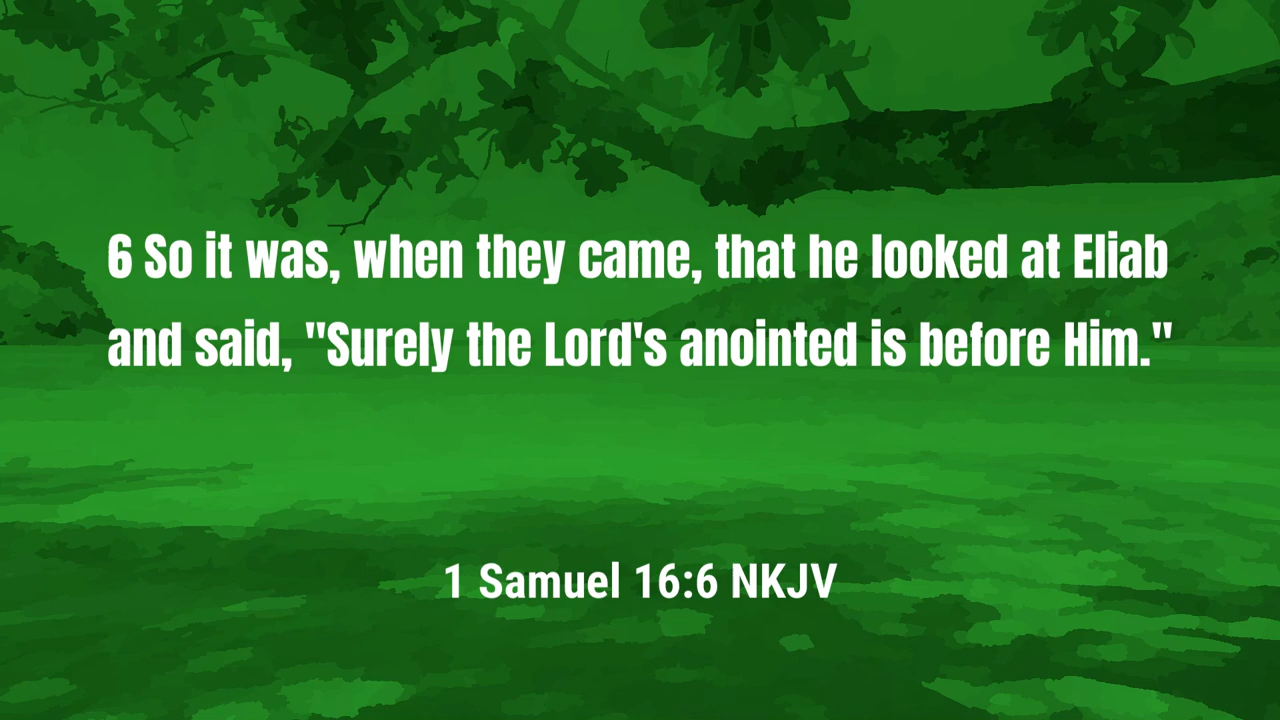 6 So it was, when they came, that he looked at Eliab
and said, "Surely the Lord's anointed is before Him."
1 Samuel 16:6 NKJV